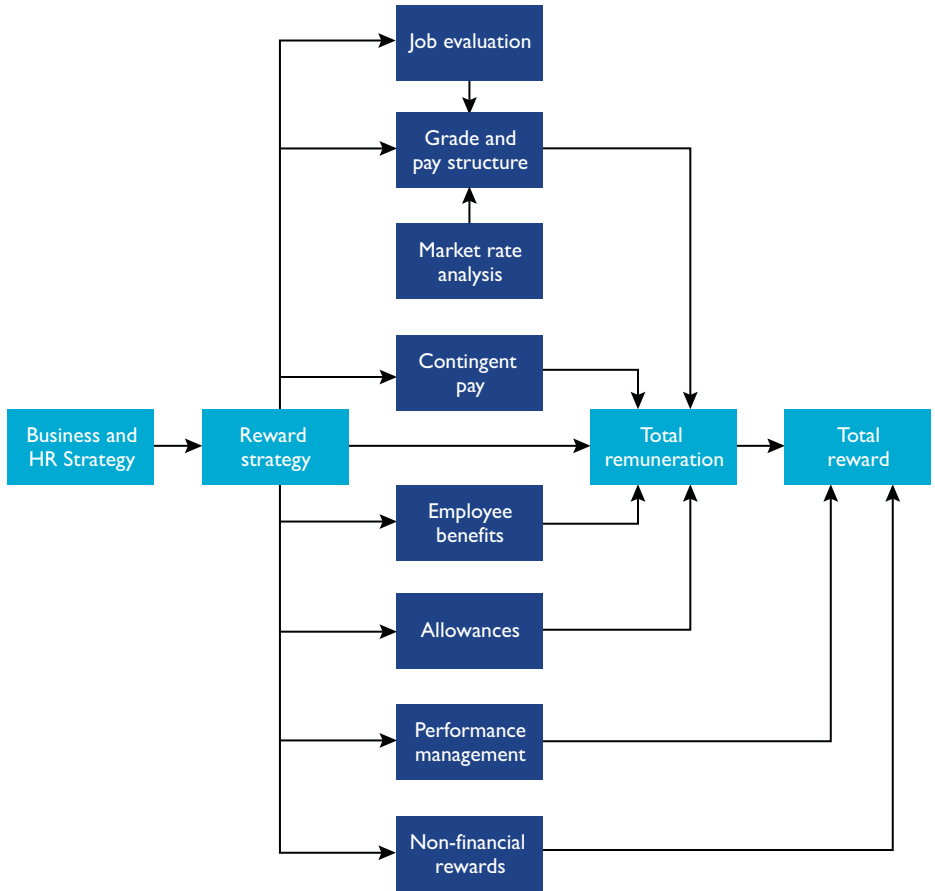 Job evaluation
Grade and
pay structure
Market rate
analysis
Contingent
pay
Business and
HR Strategy
Reward
strategy
Total
remuneration
Total
reward
Employee
benefits
Allowances
Performance
management
Non-financial
rewards